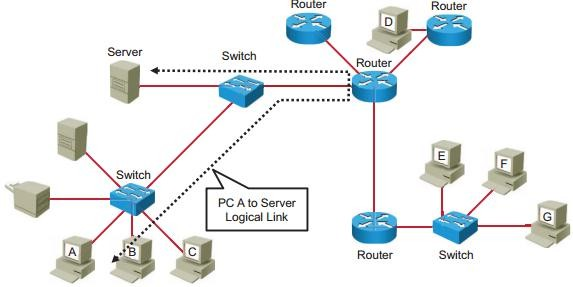 Router
Router
D
Server
Switch
Router
E
F
Switch
PC A to Server
Logical Link
G
A
B
C
Router
Switch